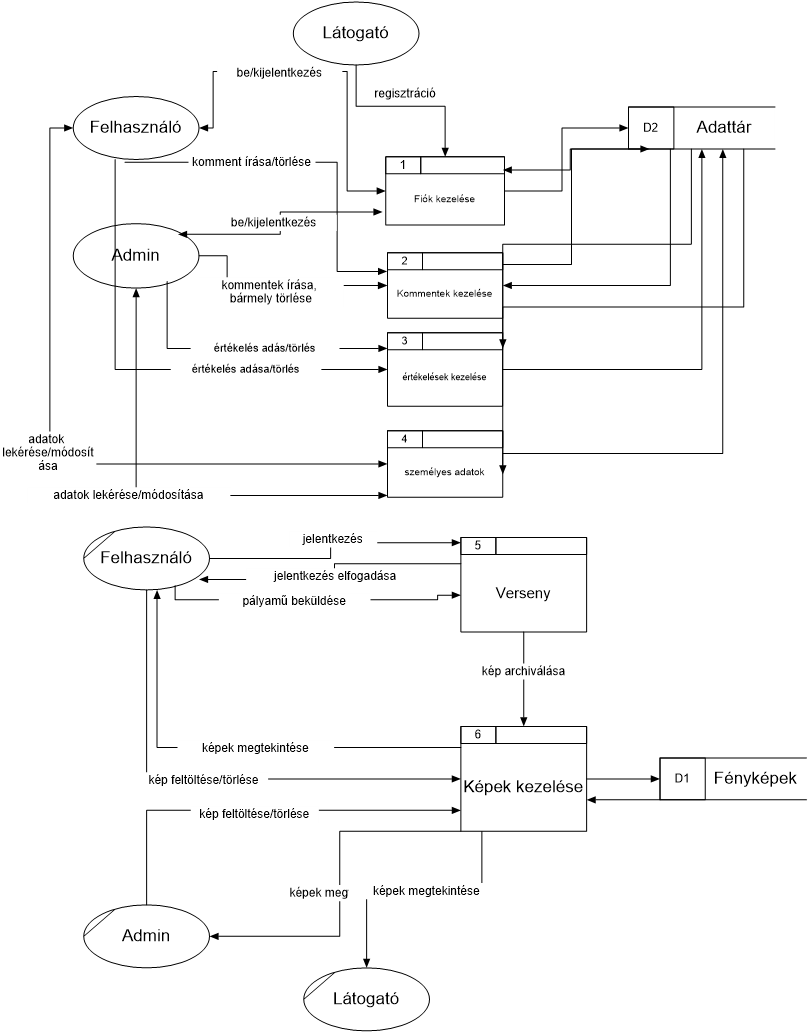 Látogató
be/kijelentkezés
regisztráció
Felhasználó
D2
Adattár
komment írása/törlése
1
Fiók kezelése
be/kijelentkezés
Admin
2
kommentek írása,
bármely törlése
Kommentek kezelése
3
értékelés adás/törlés
értékelés adása/törlés
értékelések kezelése
adatok
lekérése/módosít
ása
4
személyes adatok
adatok lekérése/módosítása
Felhasználó
jelentkezés
5
jelentkezés elfogadása
pályamű beküldése
Verseny
kép archiválása
6
képek megtekintése
kép feltöltése/törlése
Képek kezelése
D1
Fényképek
kép feltöltése/törlése
képek meg
képek megtekintése
Admin
Látogató